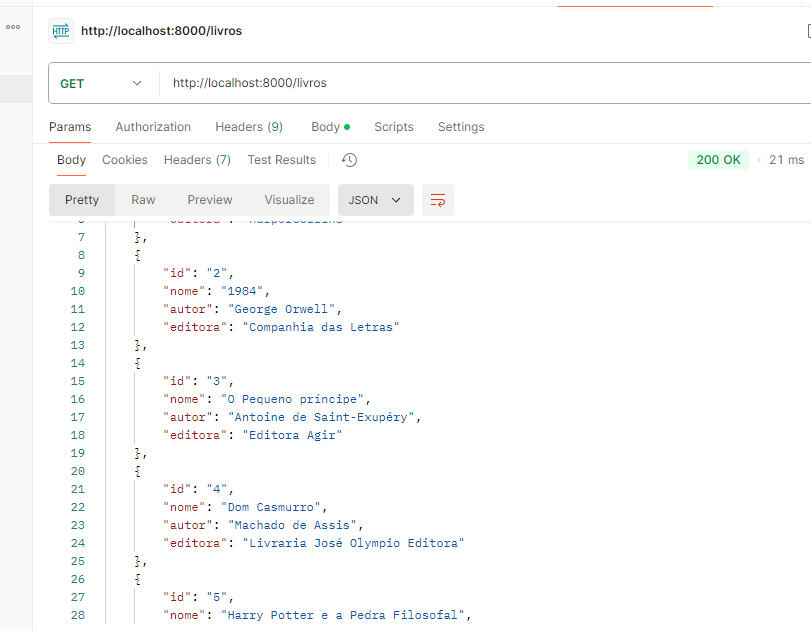 HTTP http://localhost:8000/livros
GET http://localhost:8000/livros
Params Authorization Headers (9) Body Scripts Settings
Body Cookies Headers (7) Test Results 200 OK 21 ms
Pretty Raw Preview Visualize JSON
7 },
8 {
9 "id": "2",
10 "nome": "1984",
11 "autor": "George Orwell",
12 "editora": "Companhia das Letras"
13 },
14 {
15 "id": "3",
16 "nome": "O Pequeno príncipe",
17 "autor": "Antoine de Saint-Exupéry",
18 "editora": "Editora Agir"
19 },
20 {
21 "id": "4",
22 "nome": "Dom Casmurro",
23 "autor": "Machado de Assis",
24 "editora": "Livraria José Olympio Editora"
25 },
26 {
27 "id": "5",
28 "nome": "Harry Potter e a Pedra Filosofal",